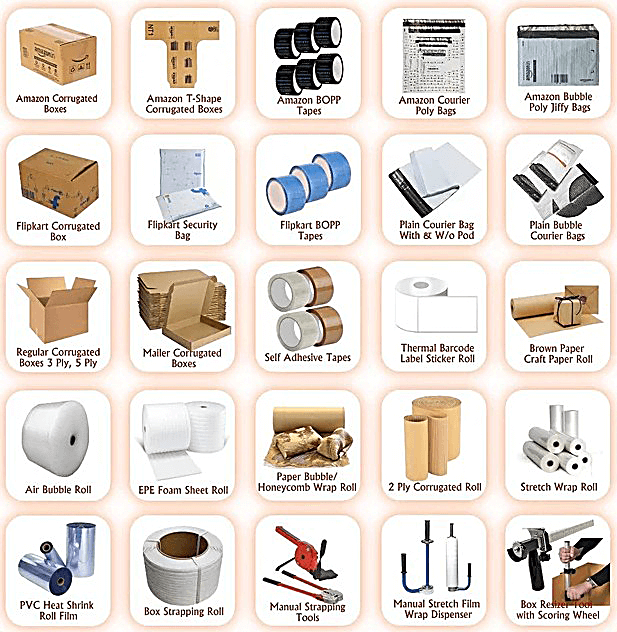 Amazon Corrugated
Boxes
Amazon T-Shape
Corrugated Boxes
Amazon BOPP
Tapes
Amazon Courier
Poly Bags
Amazon Bubble
Poly Jiffy Bags
Flipkart Corrugated
Box
Flipkart Security
Bag
Flipkart BOPP
Tapes
Plain Courier Bag
With & W/o Pod
Plain Bubble
Courier Bags
Regular Corrugated
Boxes 3 Ply, 5 Ply
Mailer Corrugated
Boxes
Self Adhesive Tapes
Thermal Barcode
Label Sticker Roll
Brown Paper
Craft Paper Roll
Air Bubble Roll
EPE Foam Sheet Roll
Paper Bubble/
Honeycomb Wrap Roll
2 Ply Corrugated Roll
Stretch Wrap Roll
PVC Heat Shrink
Roll Film
Box Strapping Roll
Manual Strapping
Tools
Manual Stretch Film
Wrap Dispenser
Box Resizer Tool
with Scoring Wheel